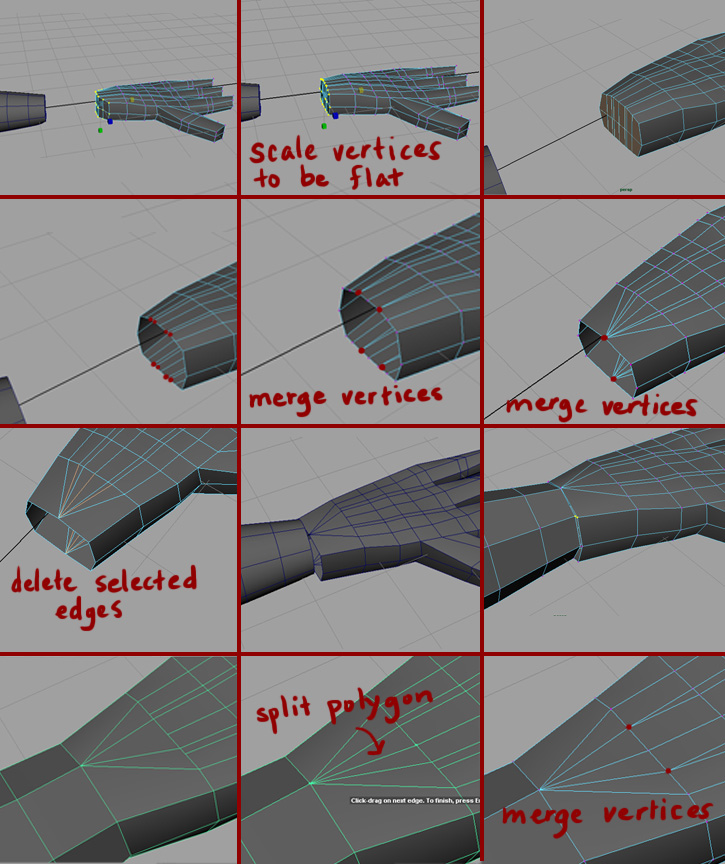 scale vertices
to be flat
persp
merge vertices
merge vertices
delete selected
edges
split polygon
Click-drag on next edge. To finish, press E
merge vertices